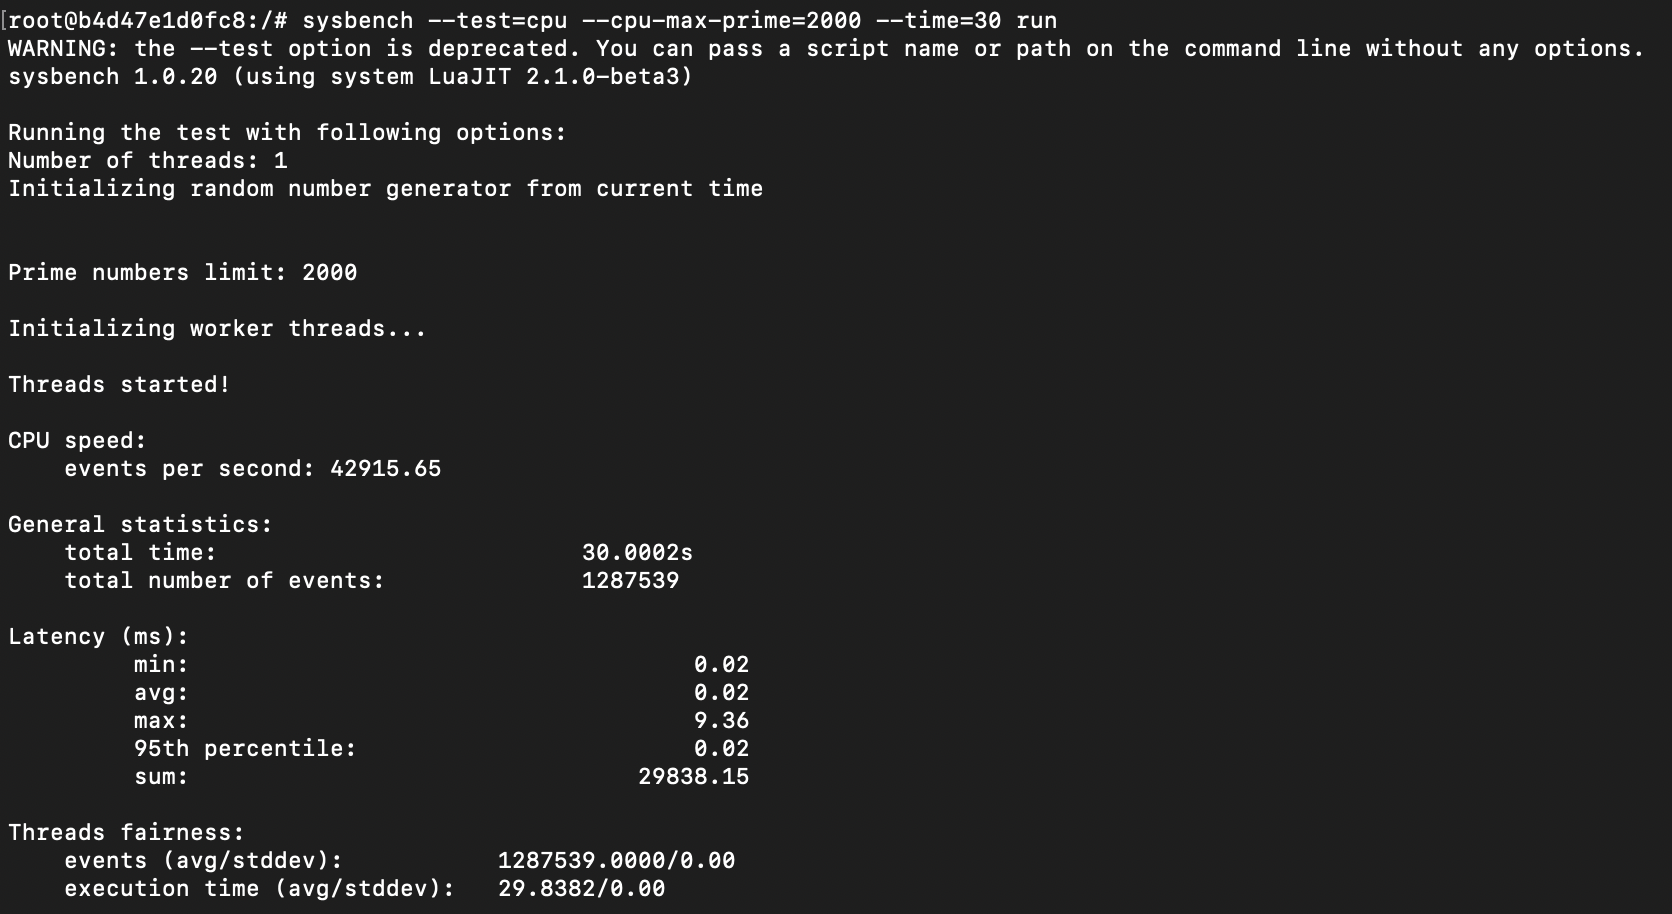 [root@b4d47e1d0fc8:/# sysbench --test=cpu --cpu-max-prime=2000 --time=30 run
WARNING: the --test option is deprecated. You can pass a script name or path on the command line without any options.
sysbench 1.0.20 (using system LuaJIT 2.1.0-beta3)
Running the test with following options:
Number of threads: 1
Initializing random number generator from current time
Prime numbers limit: 2000
Initializing worker threads...
Threads started!
CPU speed:
events per second: 42915.65
General statistics:
total time: 30.0002s
total number of events: 1287539
Latency (ms):
min: 0.02
avg: 0.02
max: 9.36
95th percentile: 0.02
sum: 29838.15
Threads fairness:
events (avg/stddev): 1287539.0000/0.00
execution time (avg/stddev): 29.8382/0.00